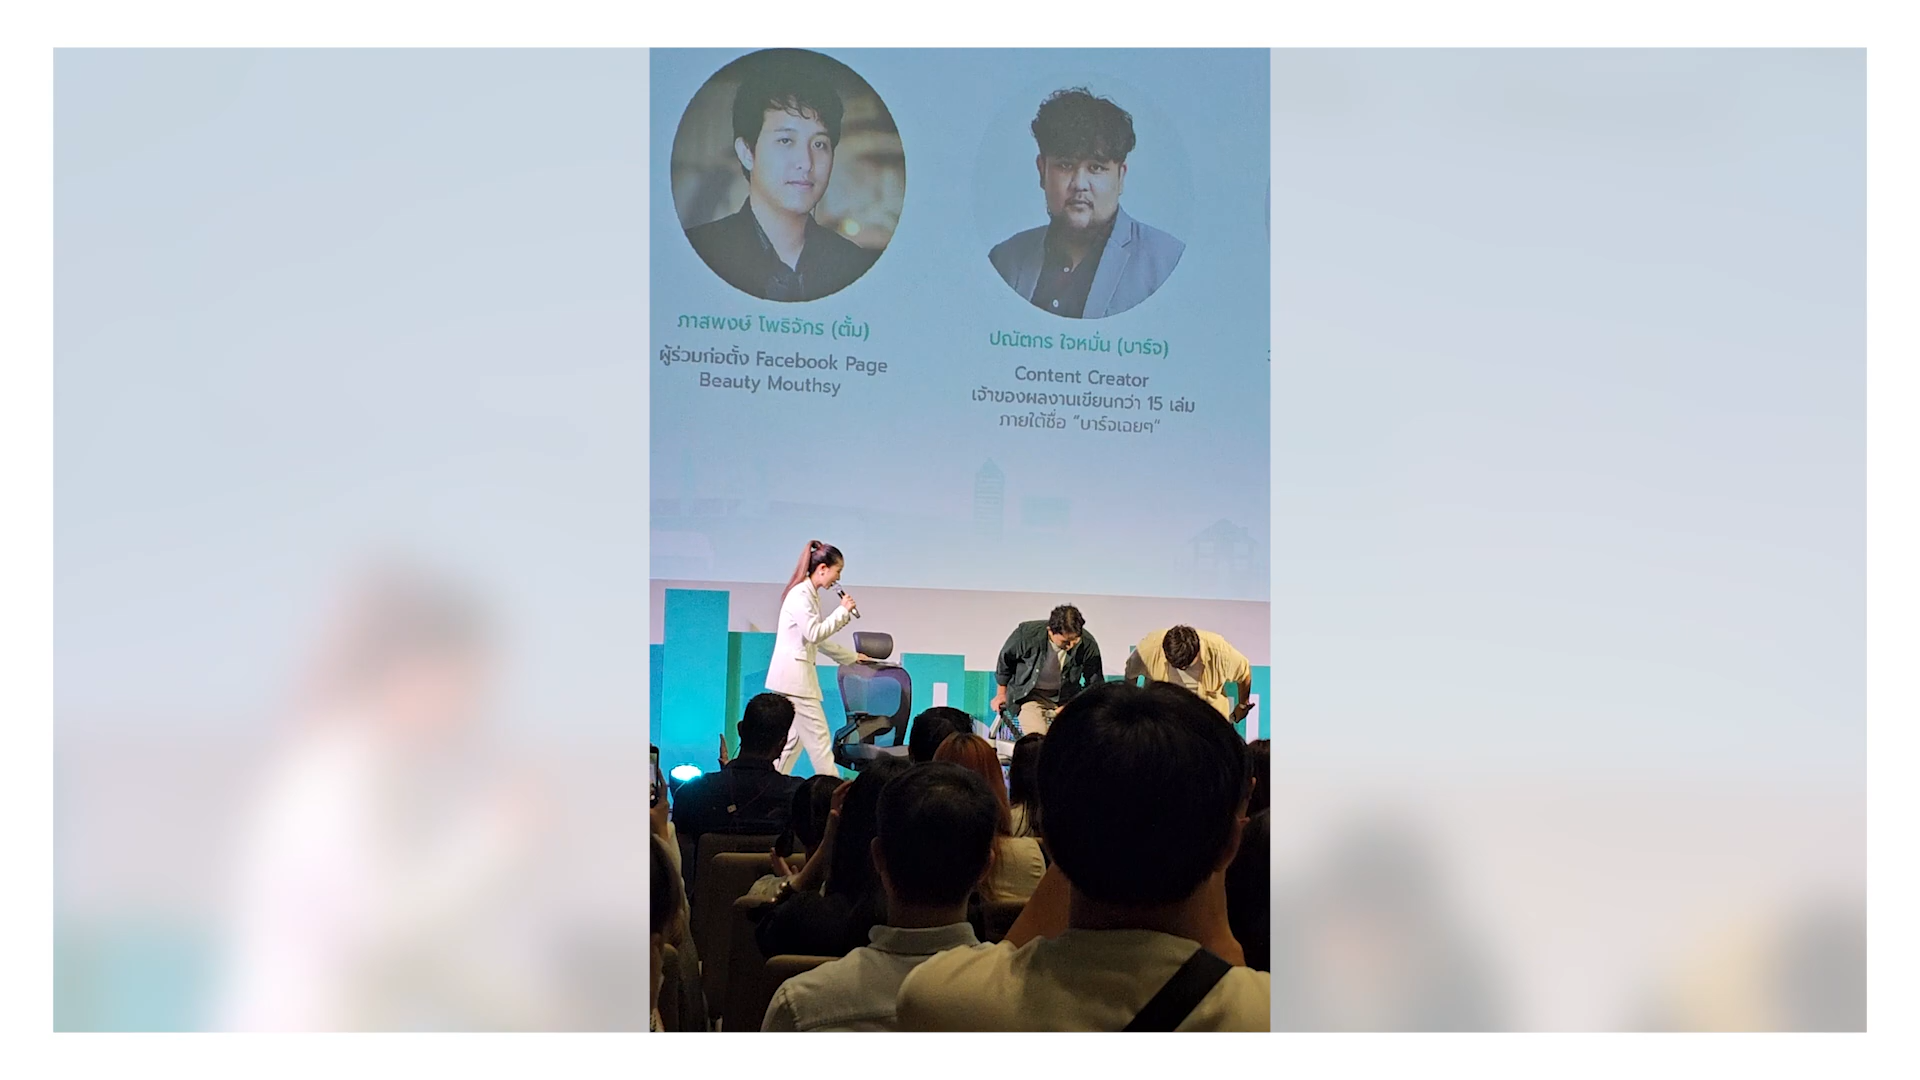 ภาสพงษ์ โพธิจักร (ตั้ม)
ผู้ร่วมก่อตั้ง Facebook Page
Beauty Mouthsy
ปณัตกร ใจหมั่น (บาร์จ)
Content Creator
เจ้าของผลงานเขียนกว่า 15 เล่ม
ภายใต้ชื่อ “บาร์จเฉยๆ”